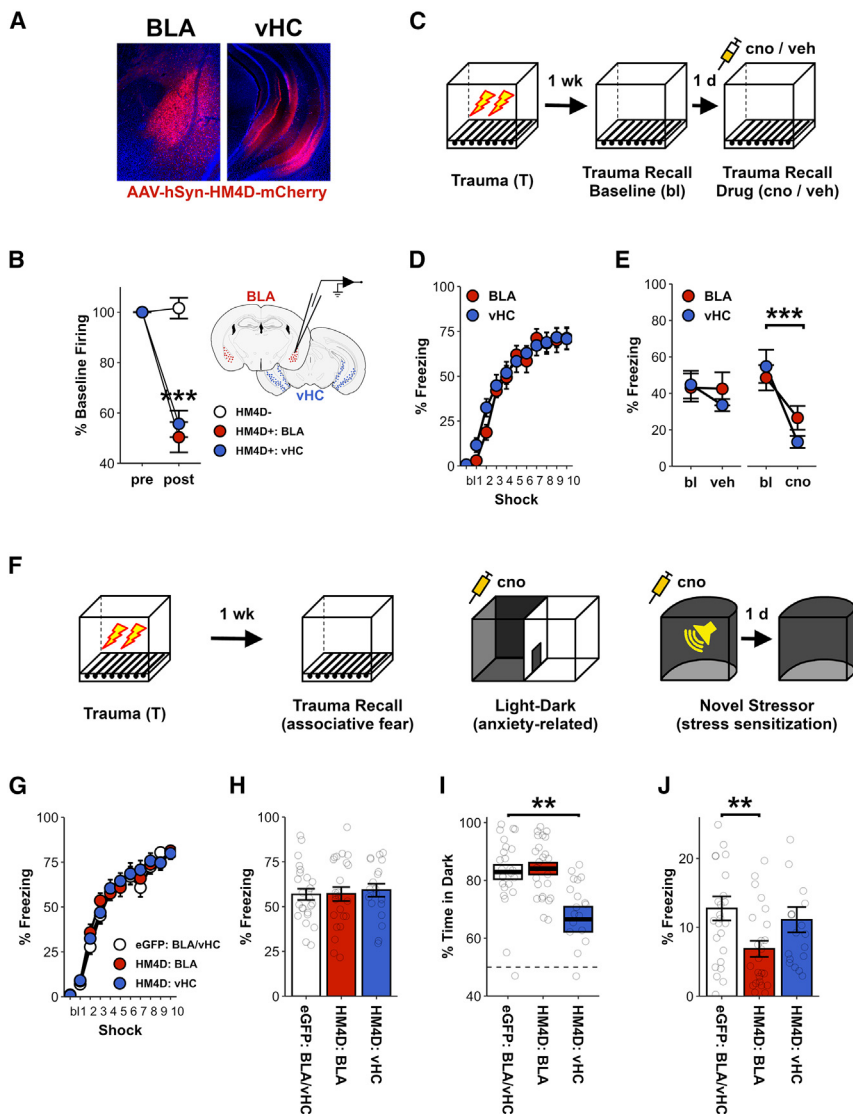 A
BLA vHC
AAV-hSyn-HM4D-mCherry
C
cno / veh
1 wk
1 d
Trauma (T)
Trauma Recall
Baseline (bl)
Trauma Recall
Drug (cno / veh)
B
% Baseline Firing
100
80
60
40
***
pre post
BLA
vHC
HM4D-
HM4D+: BLA
HM4D+: vHC
D
% Freezing
100
75
50
25
0
BLA
vHC
bl 1 2 3 4 5 6 7 8 9 10
Shock
E
% Freezing
100
80
60
40
20
0
BLA
vHC
***
bl veh bl cno
F
1 wk
cno
cno
1 d
Trauma (T)
Trauma Recall
(associative fear)
Light-Dark
(anxiety-related)
Novel Stressor
(stress sensitization)
G
% Freezing
100
75
50
25
0
eGFP: BLA/vHC
HM4D: BLA
HM4D: vHC
bl 1 2 3 4 5 6 7 8 9 10
Shock
H
% Freezing
100
75
50
25
0
eGFP: BLA/vHC
HM4D: BLA
HM4D: vHC
I
% Time in Dark
100
80
60
40
**
eGFP: BLA/vHC
HM4D: BLA
HM4D: vHC
J
% Freezing
20
10
0
**
eGFP: BLA/vHC
HM4D: BLA
HM4D: vHC